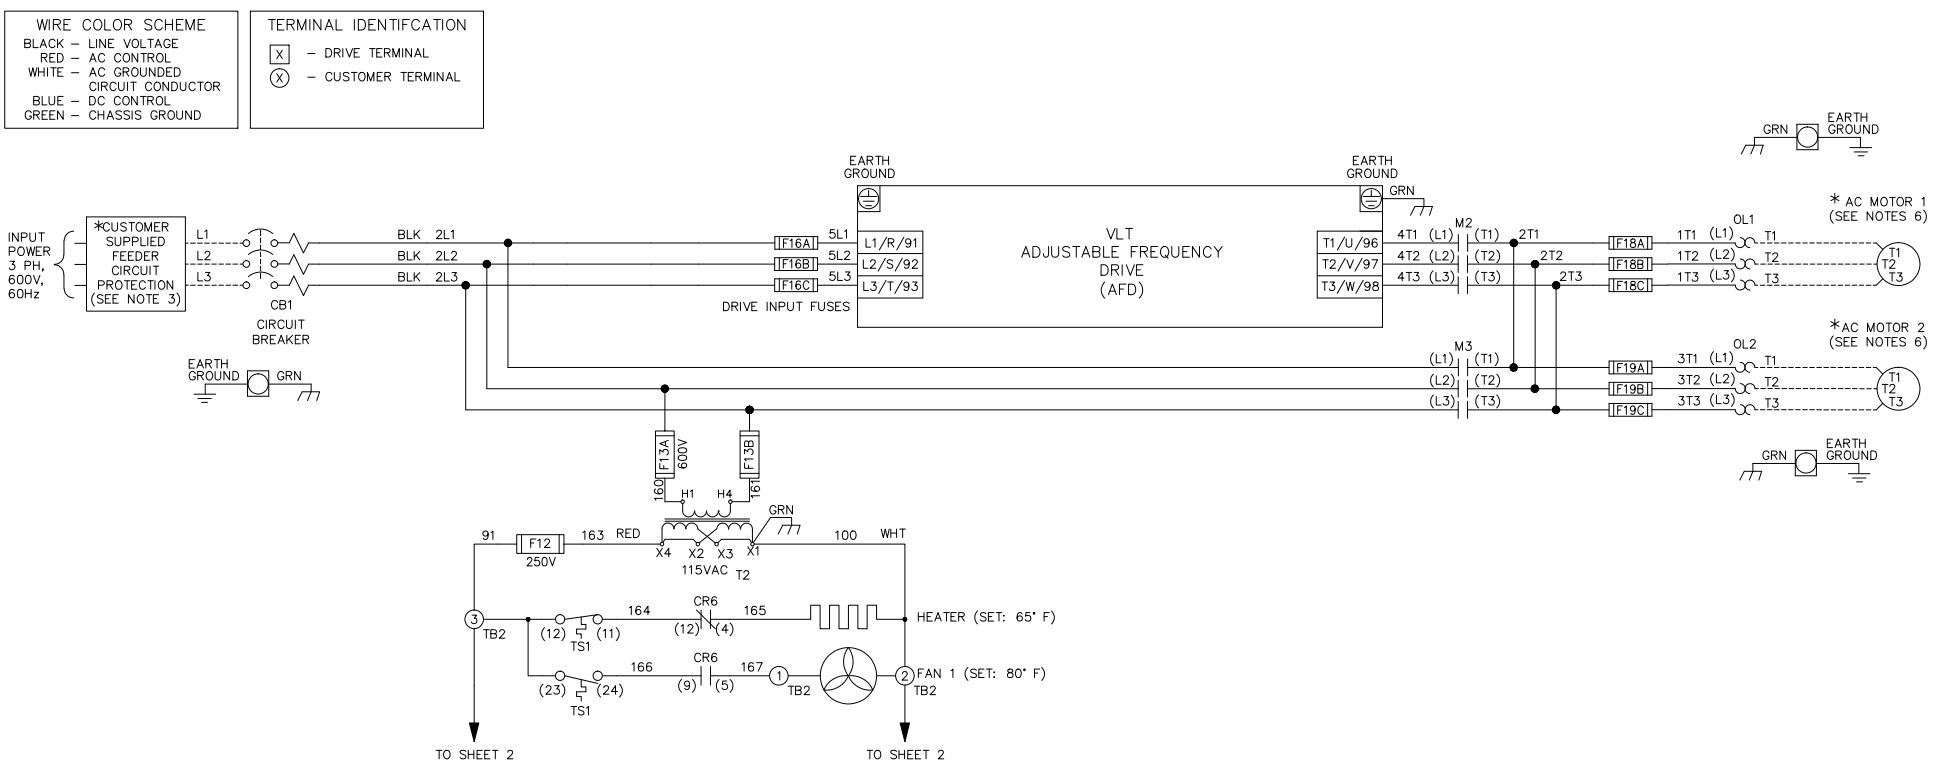 WIRE COLOR SCHEME
BLACK – LINE VOLTAGE
RED – AC CONTROL
WHITE – AC GROUNDED
CIRCUIT CONDUCTOR
BLUE – DC CONTROL
GREEN – CHASSIS GROUND
TERMINAL IDENTIFCATION
X – DRIVE TERMINAL
X – CUSTOMER TERMINAL
INPUT
POWER
3 PH,
600V,
60Hz
*CUSTOMER
SUPPLIED
FEEDER
CIRCUIT
PROTECTION
(SEE NOTE 3)
L1
L2
L3
CB1
CIRCUIT
BREAKER
BLK 2L1
BLK 2L2
BLK 2L3
F16A 5L1
F16B 5L2
F16C 5L3
DRIVE INPUT FUSES
EARTH
GROUND
L1/R/91
L2/S/92
L3/T/93
VLT
ADJUSTABLE FREQUENCY
DRIVE
(AFD)
EARTH
GROUND
GRN
T1/U/96
T2/V/97
T3/W/98
M2
4T1 (L1) (T1) 2T1
4T2 (L2) (T2) 2T2
4T3 (L3) (T3) 2T3
F18A 1T1 (L1) T1
F18B 1T2 (L2) T2
F18C 1T3 (L3) T3
OL1
GRN
EARTH
GROUND
* AC MOTOR 1
(SEE NOTES 6)
T1
T2
T3
M3
(L1) (T1)
(L2) (T2)
(L3) (T3)
F19A 3T1 (L1) T1
F19B 3T2 (L2) T2
F19C 3T3 (L3) T3
OL2
*AC MOTOR 2
(SEE NOTES 6)
T1
T2
T3
GRN
EARTH
GROUND
EARTH
GROUND
GRN
F13A
600V
F13B
160
161
H1 H4
GRN
91 F12 163 RED
250V
X4 X2 X3 X1
115VAC T2
100 WHT
3
TB2
(12) (11)
TS1
164
CR6
(12) (4)
165
HEATER (SET: 65° F)
(23) (24)
TS1
166
CR6
(9) (5)
167
1
TB2
2
TB2
FAN 1 (SET: 80° F)
TO SHEET 2
TO SHEET 2